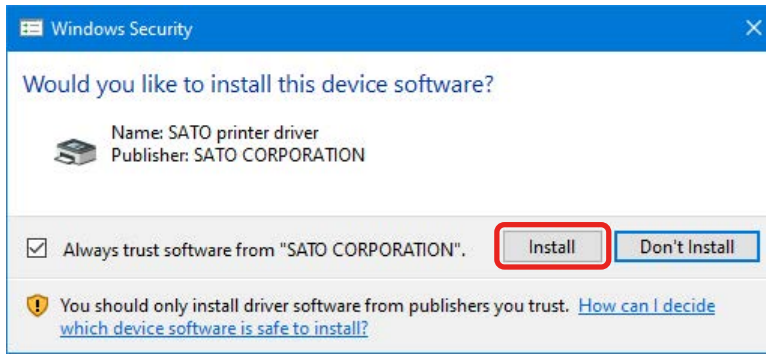 Windows Security
Would you like to install this device software?
Name: SATO printer driver
Publisher: SATO CORPORATION
Always trust software from "SATO CORPORATION".
Install
Don't Install
You should only install driver software from publishers you trust. How can I decide
which device software is safe to install?